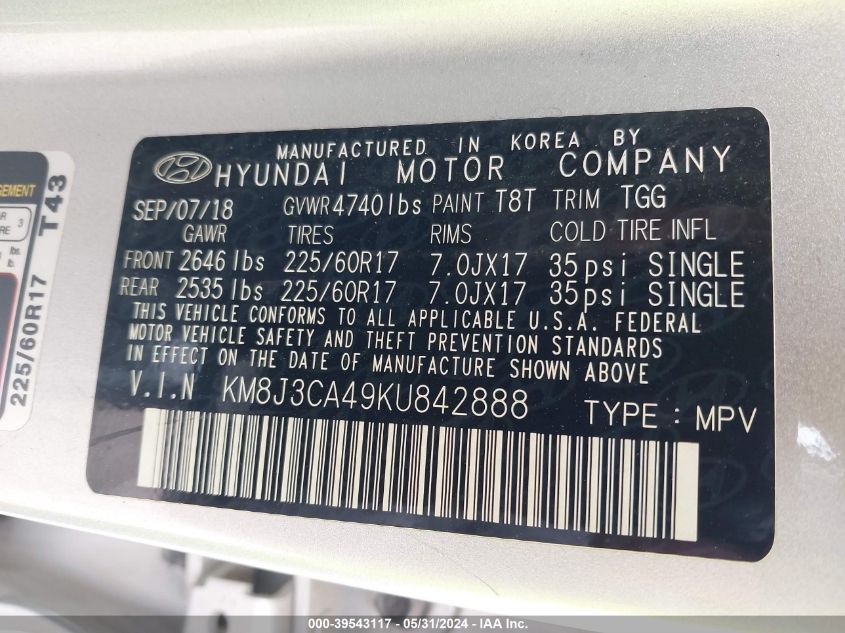 MANUFACTURED IN KOREA BY
HYUNDAI MOTOR COMPANY
SEP/07/18 GVWR 4740lbs PAINT T8T TRIM TGG
GAWR TIRES RIMS COLD TIRE INFL
FRONT 2646 lbs 225/60R17 7.0JX17 35psi SINGLE
REAR 2535 lbs 225/60R17 7.0JX17 35psi SINGLE
THIS VEHICLE CONFORMS TO ALL APPLICABLE U.S.A. FEDERAL
MOTOR VEHICLE SAFETY AND THEFT PREVENTION STANDARDS
IN EFFECT ON THE DATE OF MANUFACTURE SHOWN ABOVE.
V.I.N KM8J3CA49KU842888 TYPE : MPV
225/60R17 T43
3
lbs.
lb.
000-39543117 - 05/31/2024 - IAA Inc.